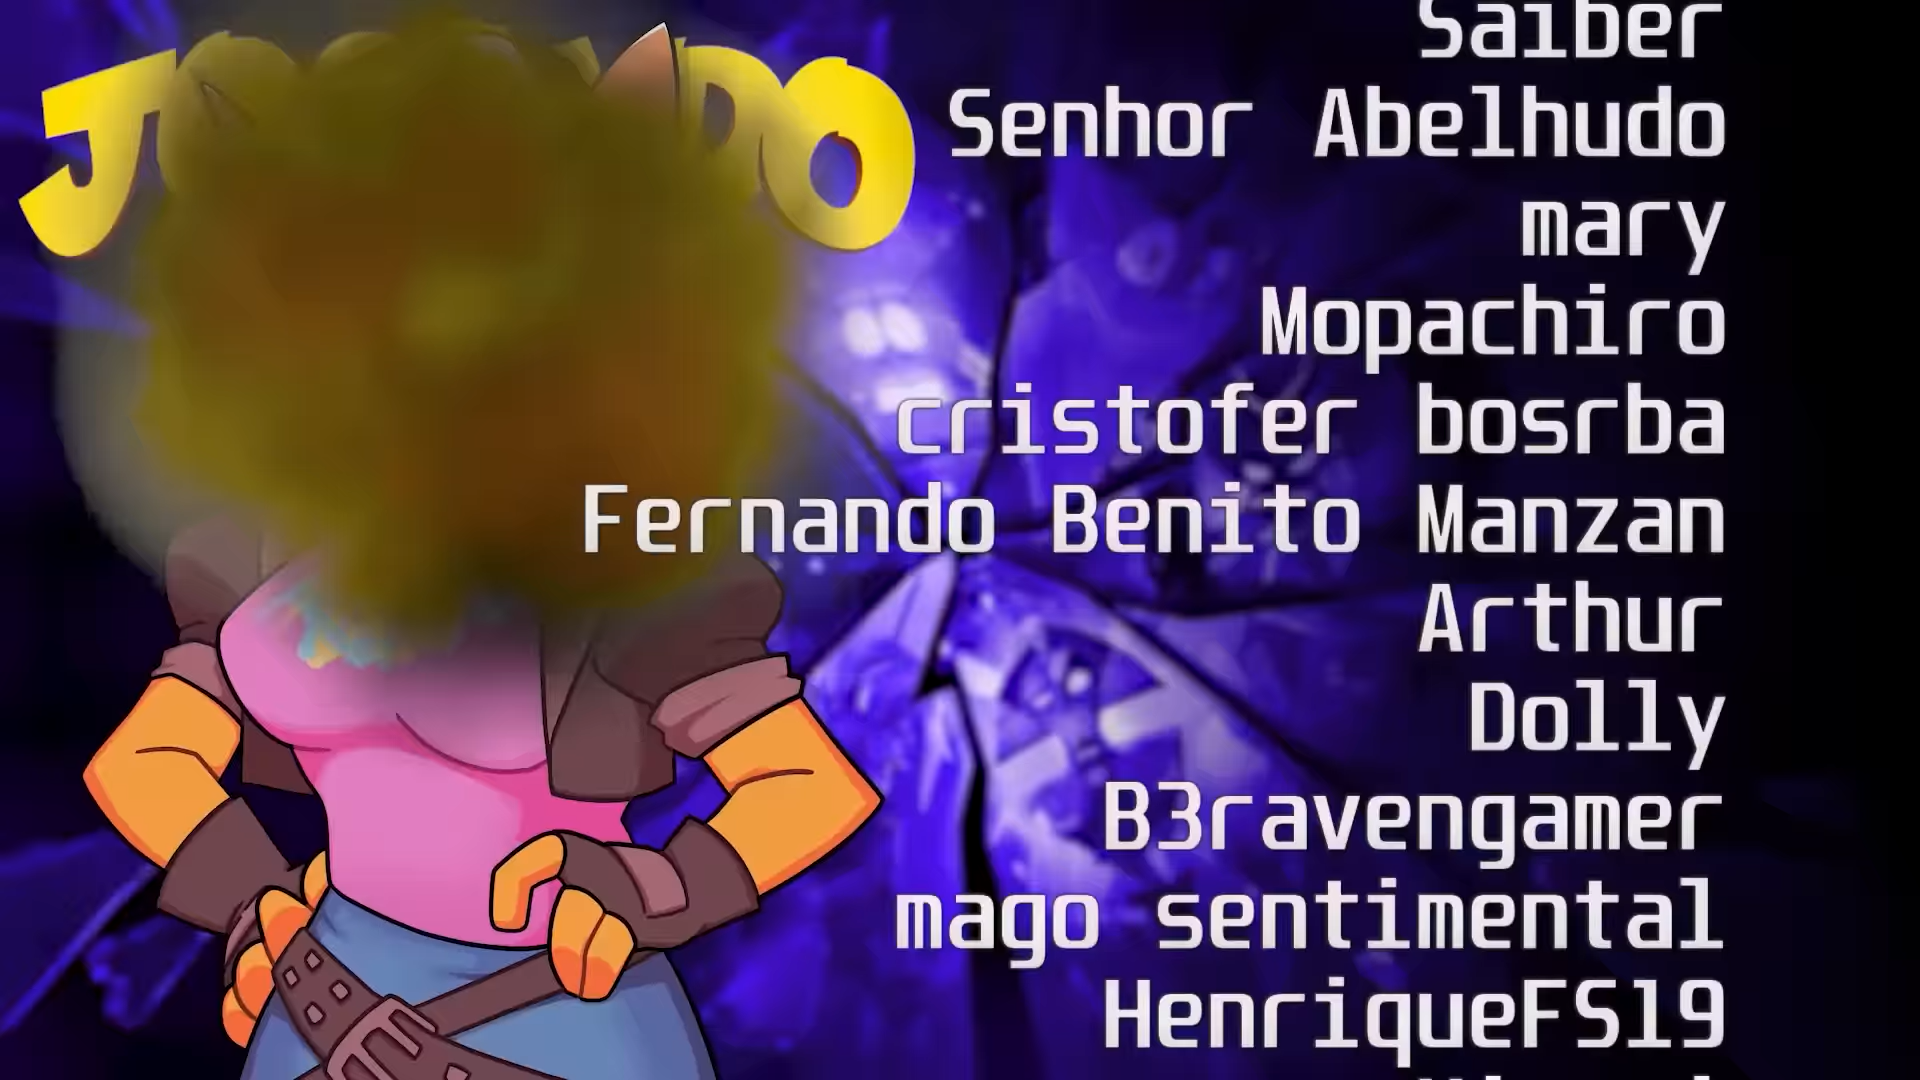 Saiber
Senhor Abelhudo
mary
Mopachiro
cristofer bosrba
Fernando Benito Manzan
Arthur
Dolly
B3ravengamer
mago sentimental
HenriqueFS19